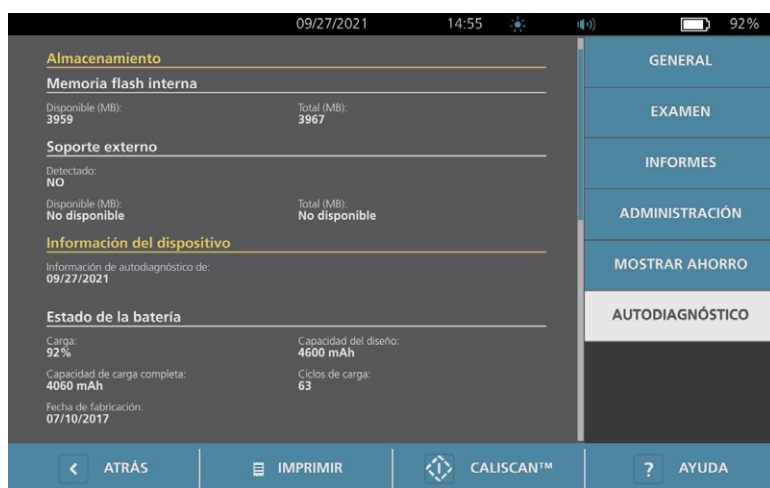 09/27/2021 14:55 92%
Almacenamiento
Memoria flash interna
Disponible (MB): Total (MB):
3959 3967
Soporte externo
Detectado:
NO
Disponible (MB): Total (MB):
No disponible No disponible
Información del dispositivo
Información de autodiagnóstico de:
09/27/2021
Estado de la batería
Carga: Capacidad del diseño:
92% 4600 mAh
Capacidad de carga completa: Ciclos de carga:
4060 mAh 63
Fecha de fabricación:
07/10/2017
GENERAL
EXAMEN
INFORMES
ADMINISTRACIÓN
MOSTRAR AHORRO
AUTODIAGNÓSTICO
ATRÁS IMPRIMIR CALISCAN™ ? AYUDA